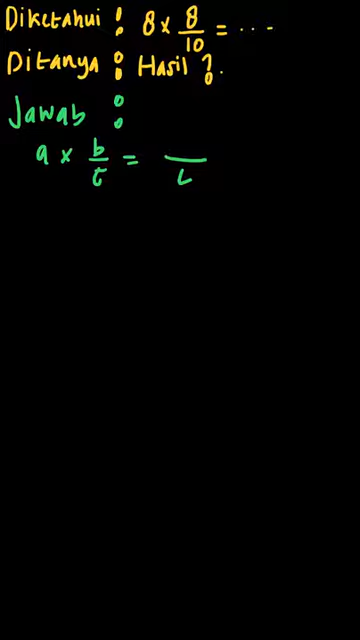 Diketahui : 8 × 8/10 = ....
Ditanya : Hasil ?.
Jawab :
a × b/c = /c